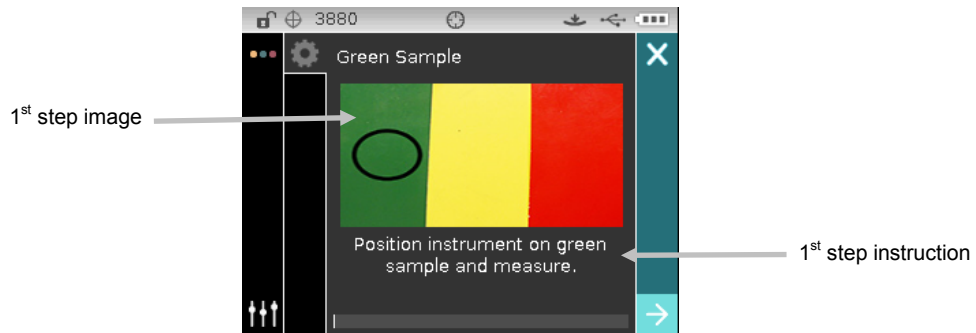 3880
Green Sample
1st step image
Position instrument on green
sample and measure.
1st step instruction